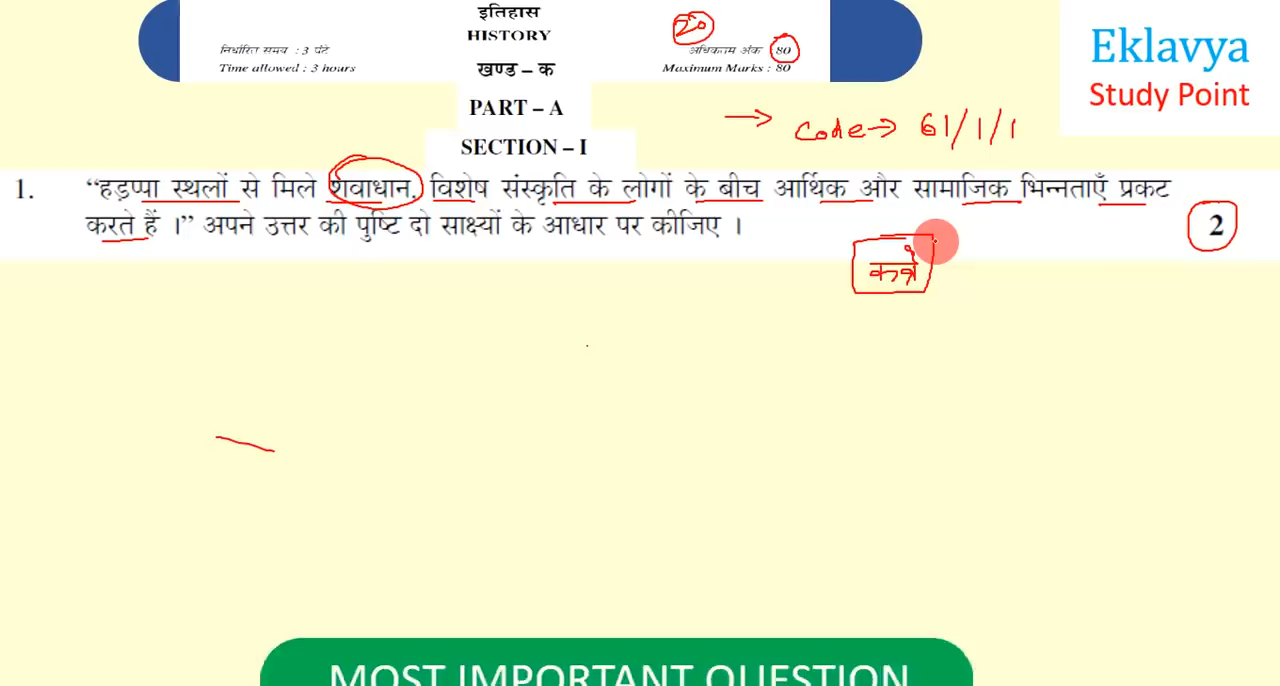 इतिहास
HISTORY
20
निर्धारित समय : 3 घंटे
अधिकतम अंक : 80
Time allowed : 3 hours
खण्ड – क
Maximum Marks : 80
PART – A
SECTION – I
Eklavya
Study Point
→ Code → 61/1/1
1. “हड़प्पा स्थलों से मिले शवाधान, विशेष संस्कृति के लोगों के बीच आर्थिक और सामाजिक भिन्नताएँ प्रकट
करते हैं ।” अपने उत्तर की पुष्टि दो साक्ष्यों के आधार पर कीजिए । 2
कब्रें
MOST IMPORTANT QUESTION